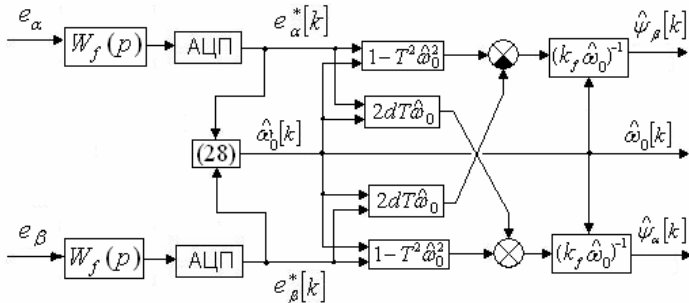 e_α W_f(p) АЦП e*_α[k] 1−T²ω̂₀² (k_f ω̂₀)⁻¹ ψ̂_β[k]
2dTω̂₀
(28) ω̂₀[k] ω̂₀[k]
2dTω̂₀
e_β W_f(p) АЦП e*_β[k] 1−T²ω̂₀² (k_f ω̂₀)⁻¹ ψ̂_α[k]